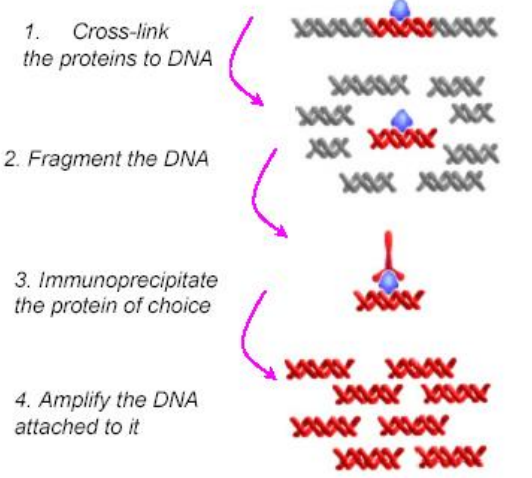 1. Cross-link
the proteins to DNA
2. Fragment the DNA
3. Immunoprecipitate
the protein of choice
4. Amplify the DNA
attached to it